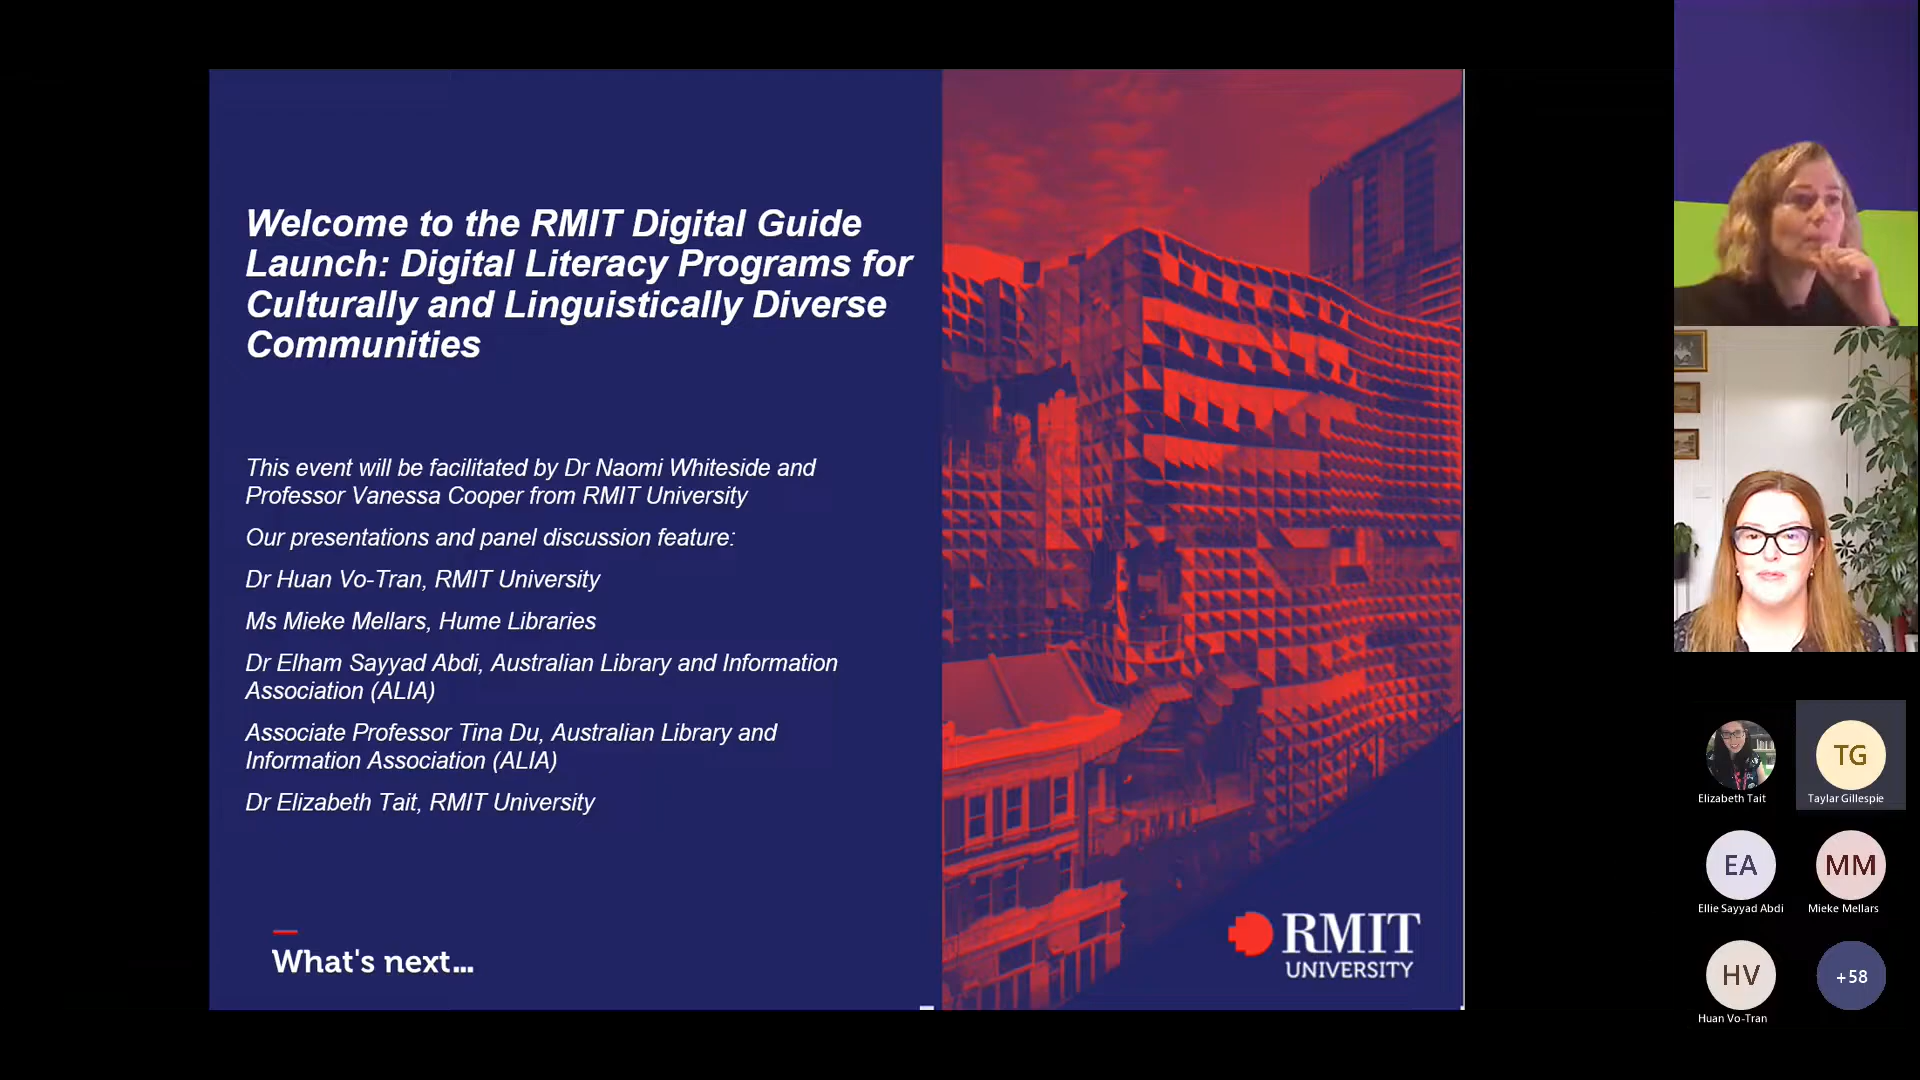 Welcome to the RMIT Digital Guide
Launch: Digital Literacy Programs for
Culturally and Linguistically Diverse
Communities
This event will be facilitated by Dr Naomi Whiteside and
Professor Vanessa Cooper from RMIT University
Our presentations and panel discussion feature:
Dr Huan Vo-Tran, RMIT University
Ms Mieke Mellars, Hume Libraries
Dr Elham Sayyad Abdi, Australian Library and Information
Association (ALIA)
Associate Professor Tina Du, Australian Library and
Information Association (ALIA)
Dr Elizabeth Tait, RMIT University
What's next...
RMIT
UNIVERSITY
Elizabeth Tait
TG
Taylar Gillespie
EA
Ellie Sayyad Abdi
MM
Mieke Mellars
HV
Huan Vo-Tran
+58